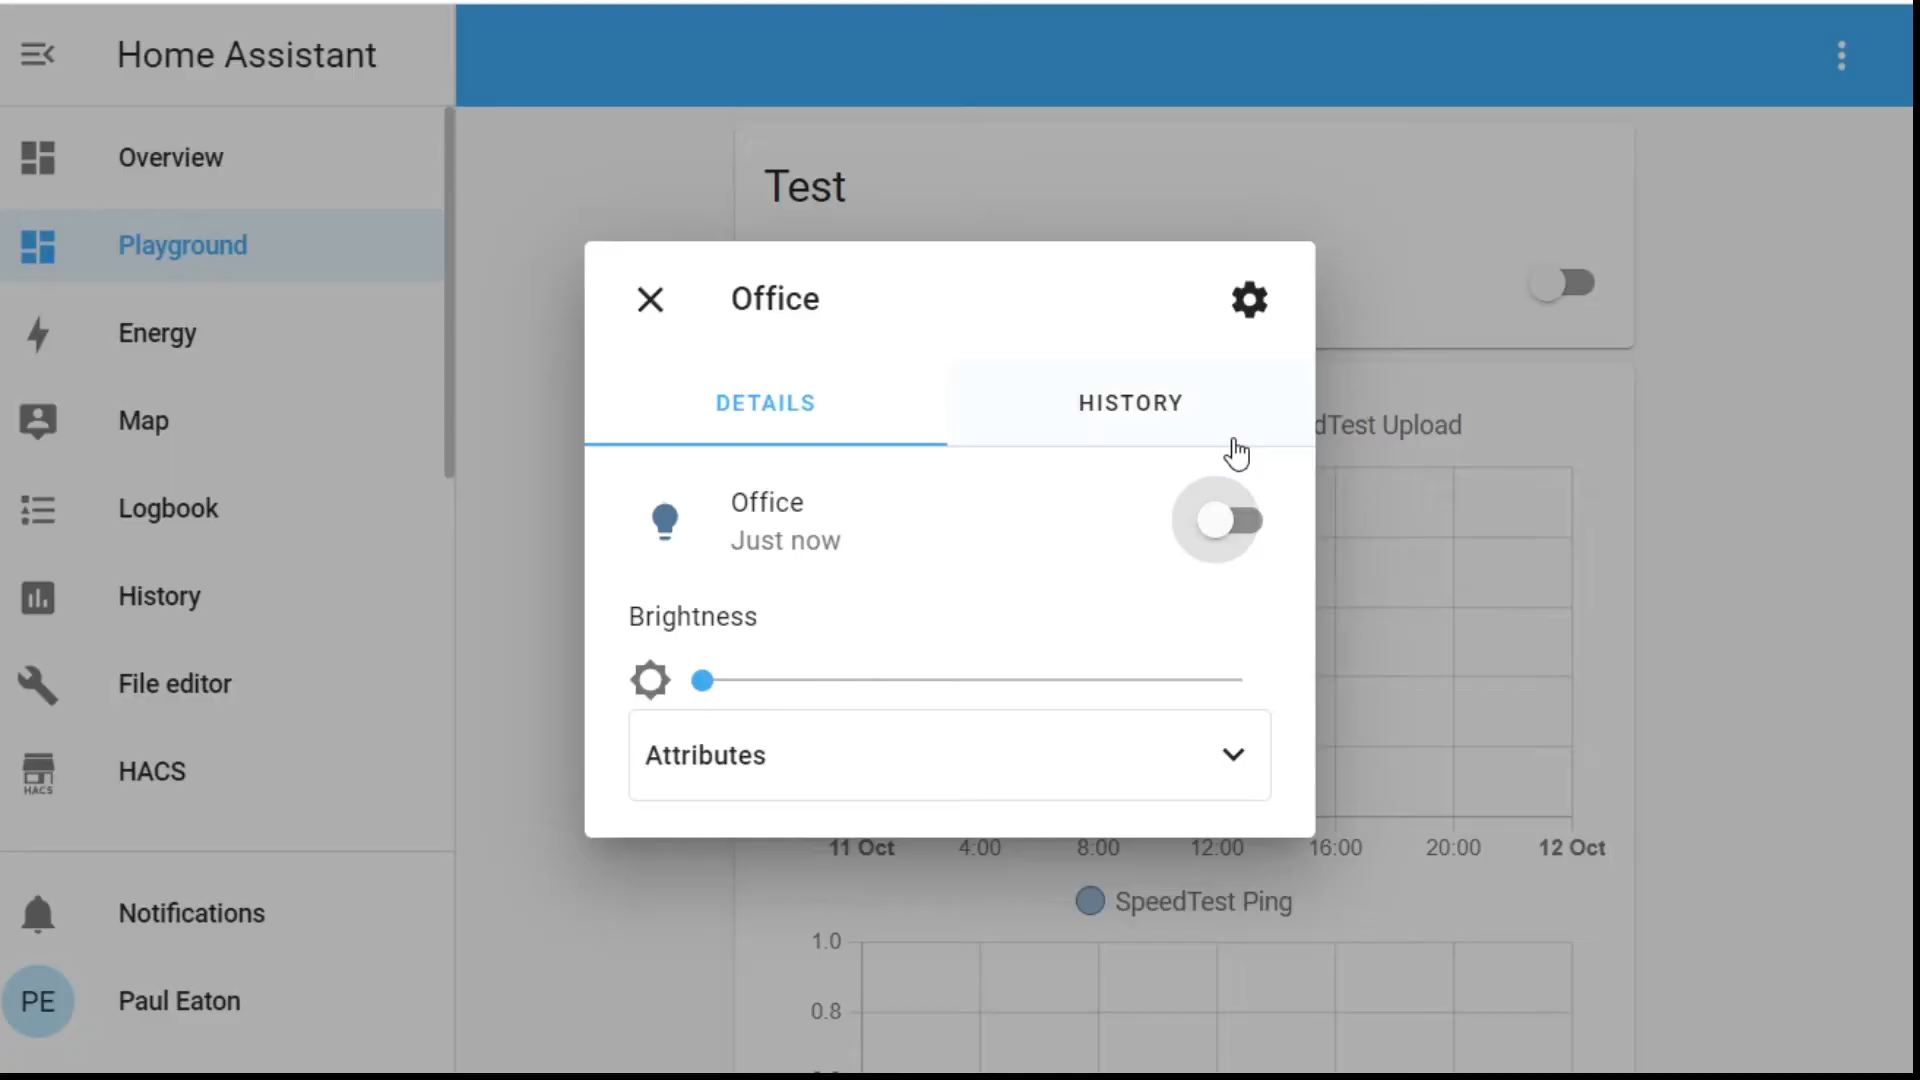 Home Assistant
Overview
Playground
Energy
Map
Logbook
History
File editor
HACS
HACS
Notifications
PE
Paul Eaton
Test
Office
DETAILS
HISTORY
Office
Just now
Brightness
Attributes
dTest Upload
11 Oct 4:00 8:00 12:00 16:00 20:00 12 Oct
SpeedTest Ping
1.0
0.8